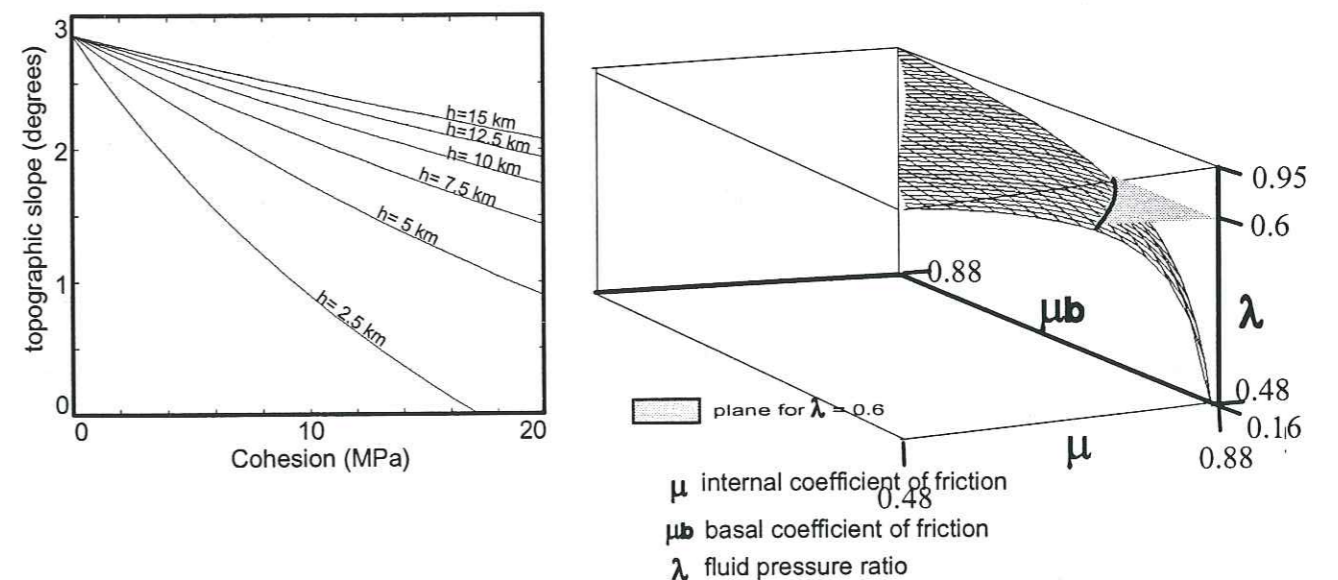 3
2
1
0
topographic slope (degrees)
h=15 km
h=12.5 km
h= 10 km
h= 7.5 km
h= 5 km
h= 2.5 km
0
10
20
Cohesion (MPa)
0.95
0.6
0.88
μb
λ
0.48
0.16
0.88
μ
0.48
plane for λ = 0.6
μ internal coefficient of friction
μb basal coefficient of friction
λ fluid pressure ratio